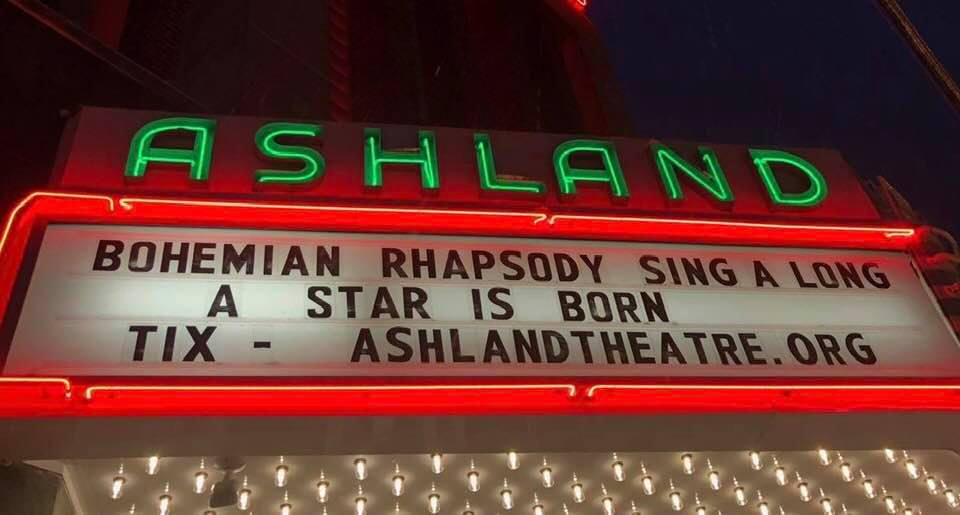 ASHLAND
BOHEMIAN RHAPSODY SING A LONG
A STAR IS BORN
TIX - ASHLANDTHEATRE.ORG